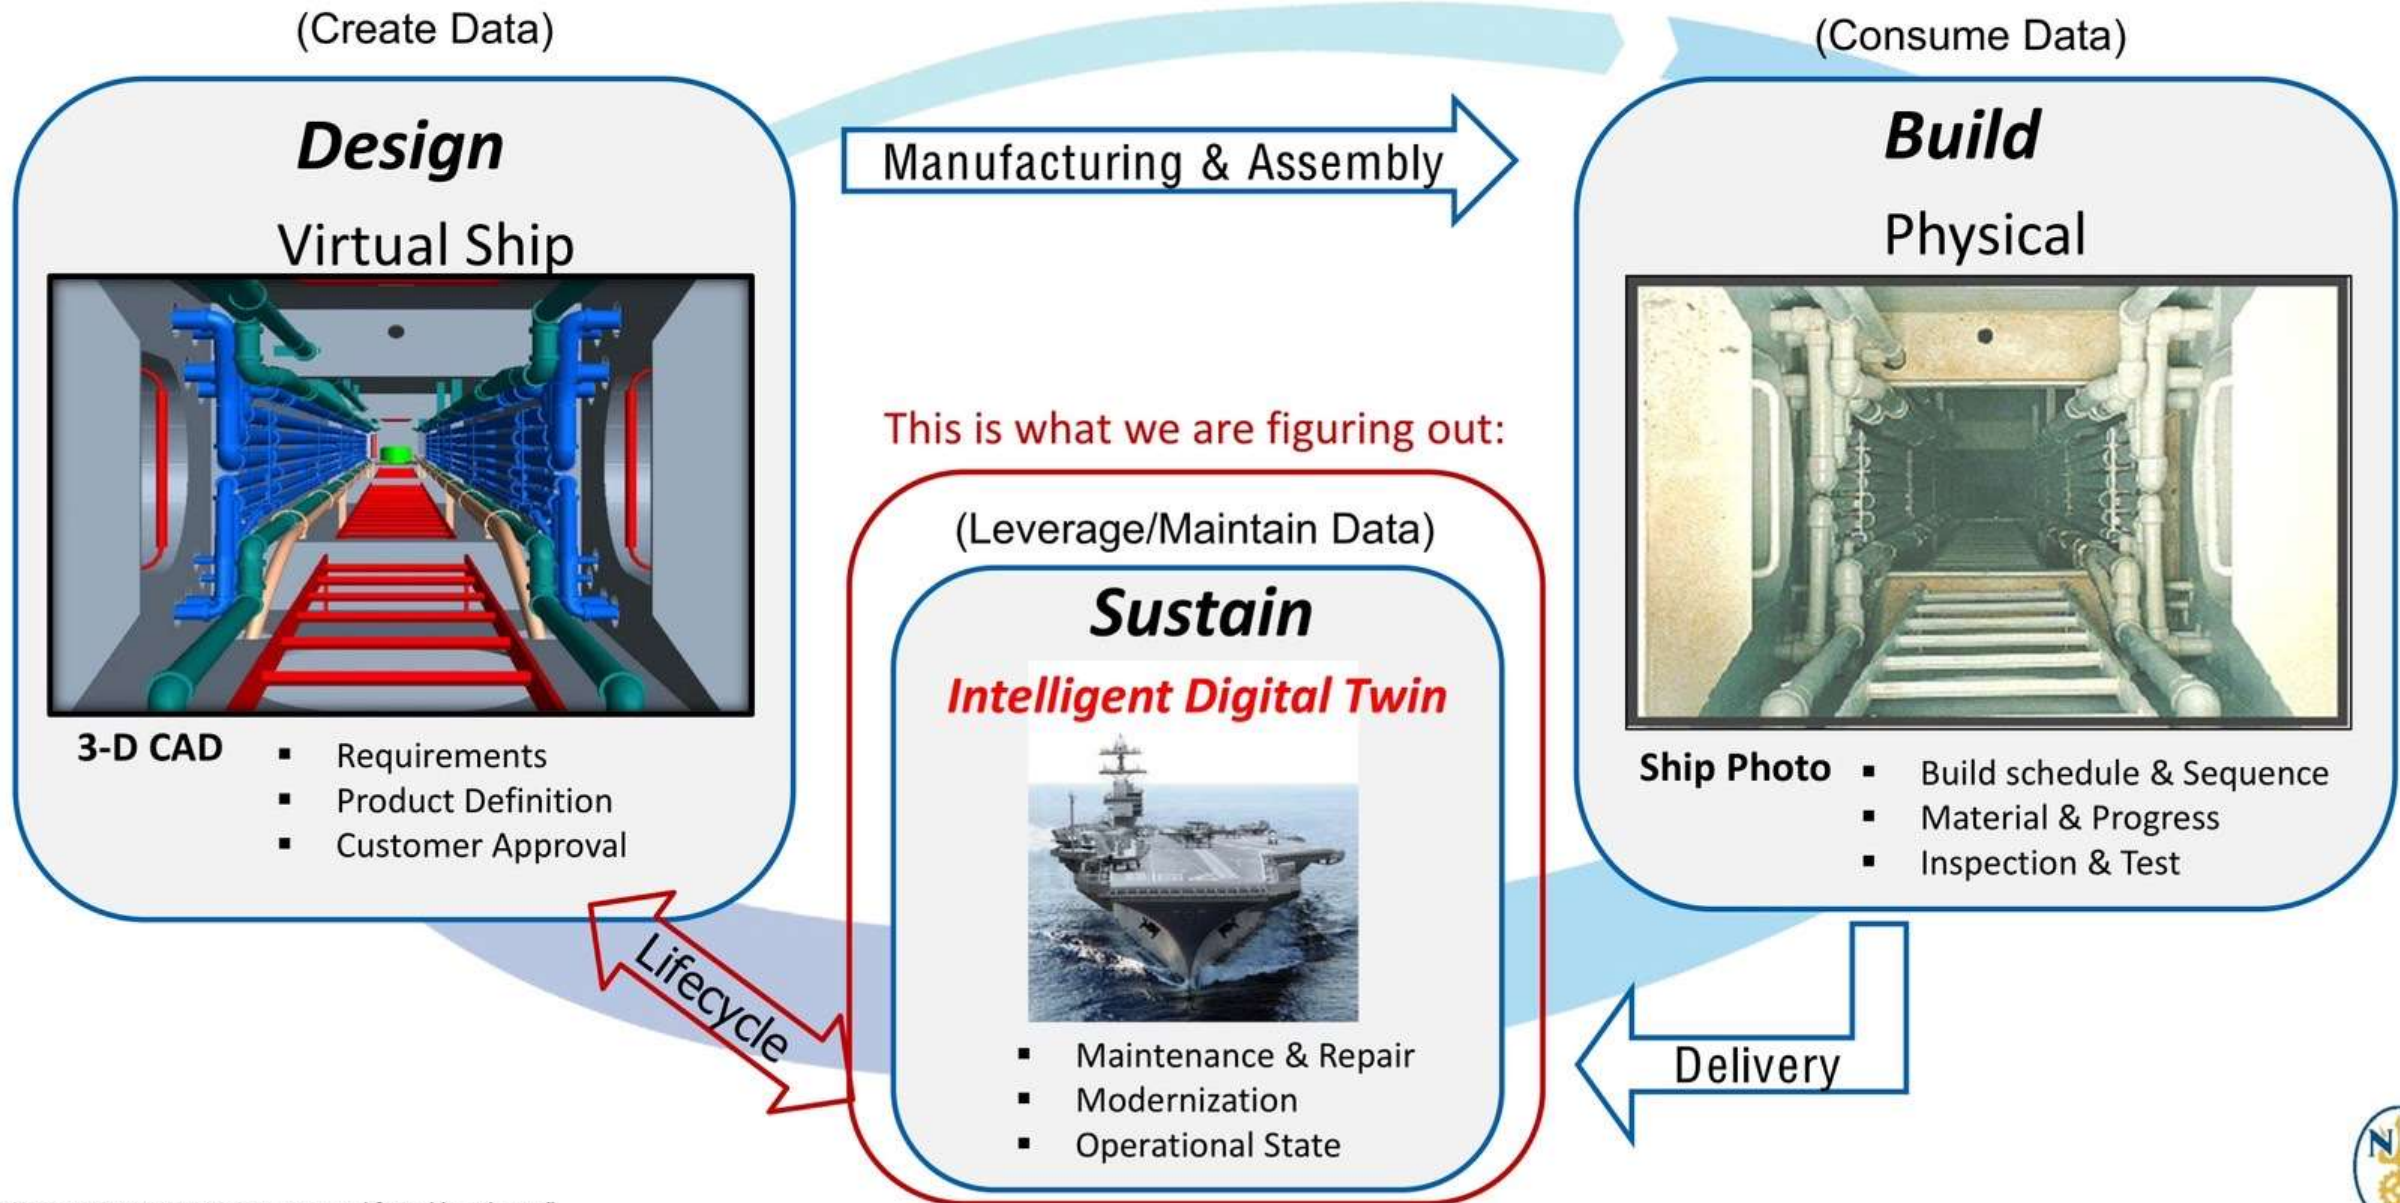 (Create Data)
Design
Virtual Ship
3-D CAD
▪ Requirements
▪ Product Definition
▪ Customer Approval
Manufacturing & Assembly
(Consume Data)
Build
Physical
Ship Photo
▪ Build schedule & Sequence
▪ Material & Progress
▪ Inspection & Test
This is what we are figuring out:
(Leverage/Maintain Data)
Sustain
Intelligent Digital Twin
▪ Maintenance & Repair
▪ Modernization
▪ Operational State
Lifecycle
Delivery
N